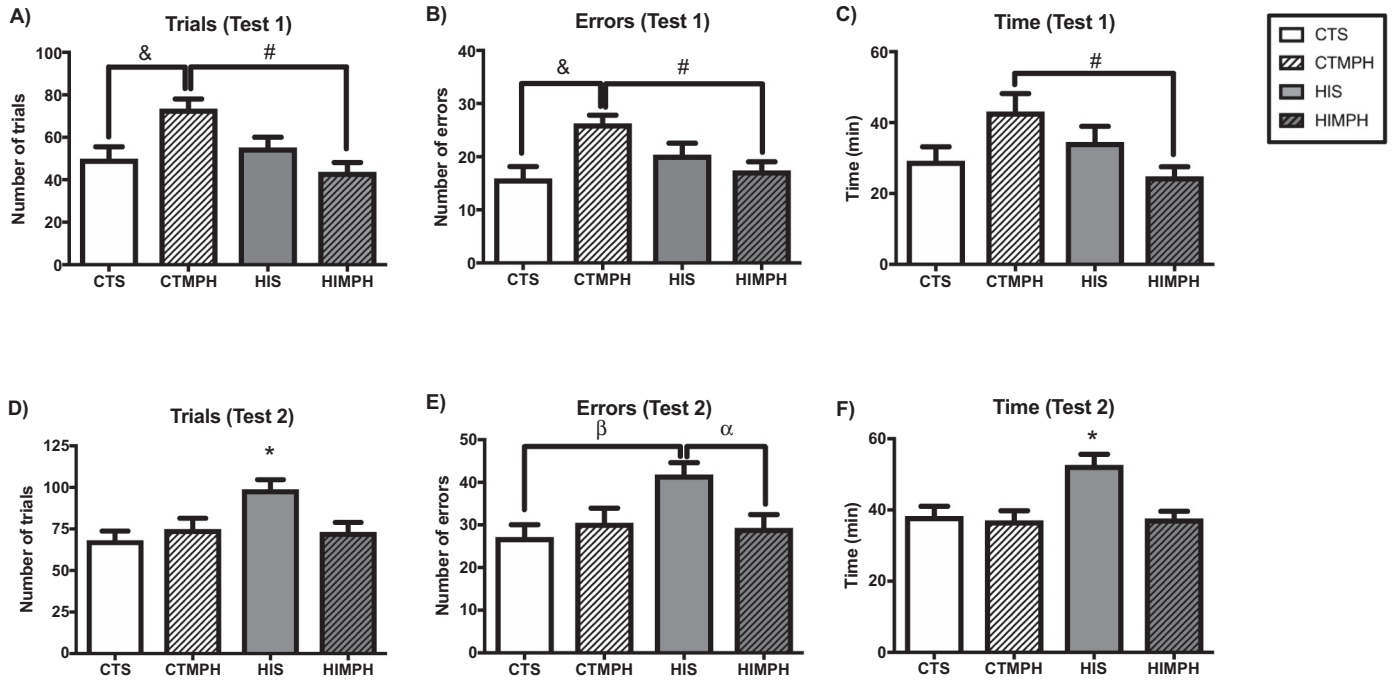 A)
Trials (Test 1)
Number of trials
100
80
60
40
20
0
&
#
CTS
CTMPH
HIS
HIMPH
B)
Errors (Test 1)
Number of errors
40
30
20
10
0
&
#
CTS
CTMPH
HIS
HIMPH
C)
Time (Test 1)
Time (min)
60
40
20
0
#
CTS
CTMPH
HIS
HIMPH
CTS
CTMPH
HIS
HIMPH
D)
Trials (Test 2)
Number of trials
125
100
75
50
25
0
*
CTS
CTMPH
HIS
HIMPH
E)
Errors (Test 2)
Number of errors
50
40
30
20
10
0
β
α
CTS
CTMPH
HIS
HIMPH
F)
Time (Test 2)
Time (min)
60
40
20
0
*
CTS
CTMPH
HIS
HIMPH